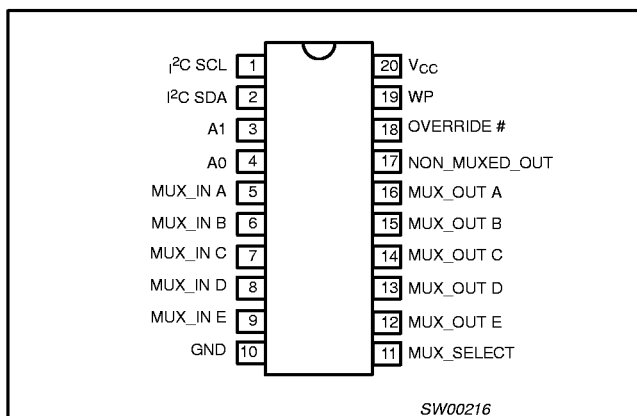 I²C SCL 1 20 VCC
I²C SDA 2 19 WP
A1 3 18 OVERRIDE #
A0 4 17 NON_MUXED_OUT
MUX_IN A 5 16 MUX_OUT A
MUX_IN B 6 15 MUX_OUT B
MUX_IN C 7 14 MUX_OUT C
MUX_IN D 8 13 MUX_OUT D
MUX_IN E 9 12 MUX_OUT E
GND 10 11 MUX_SELECT
SW00216